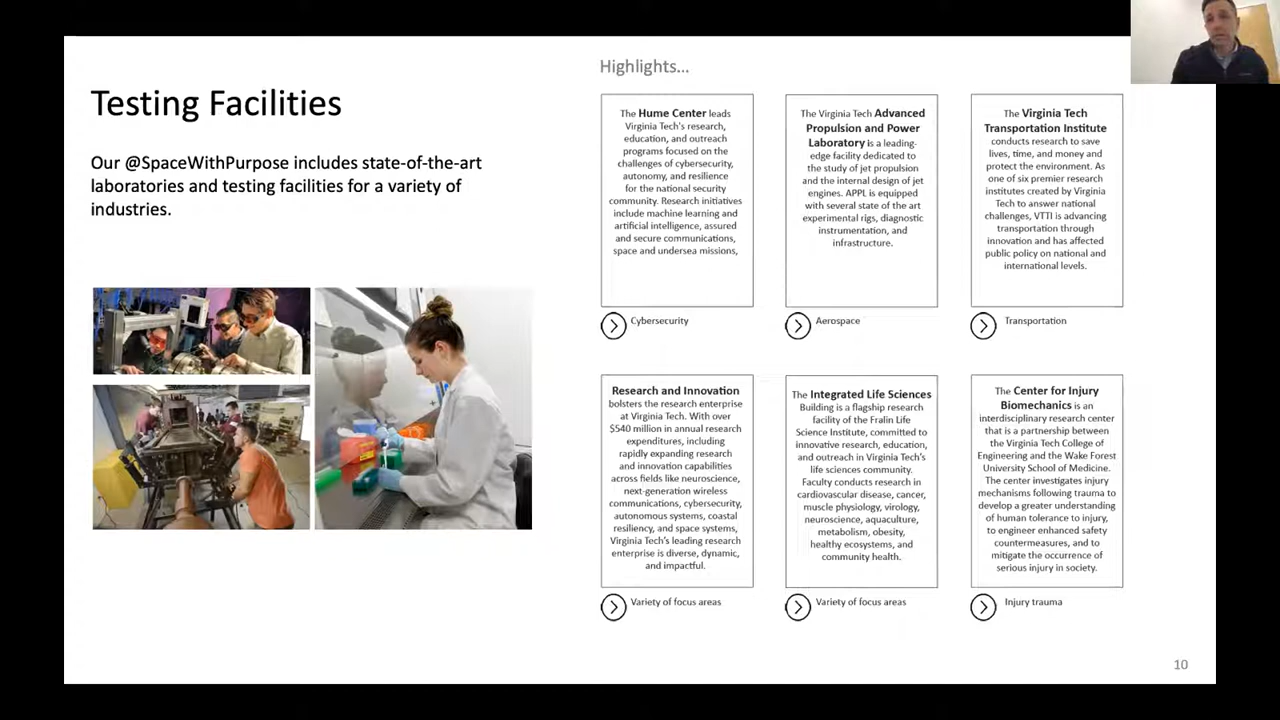 Testing Facilities
Our @SpaceWithPurpose includes state-of-the-art
laboratories and testing facilities for a variety of
industries.
Highlights...
The Hume Center leads
Virginia Tech's research,
education, and outreach
programs focused on the
challenges of cybersecurity,
autonomy, and resilience
for the national security
community. Research initiatives
include machine learning and
artificial intelligence, assured
and secure communications,
space and undersea missions,
Cybersecurity
The Virginia Tech Advanced
Propulsion and Power
Laboratory is a leading-
edge facility dedicated to
the study of jet propulsion
and the internal design of jet
engines. APPL is equipped
with several state of the art
experimental rigs, diagnostic
instrumentation, and
infrastructure.
Aerospace
The Virginia Tech
Transportation Institute
conducts research to save
lives, time, and money and
protect the environment. As
one of six premier research
institutes created by Virginia
Tech to answer national
challenges, VTTI is advancing
transportation through
innovation and has affected
public policy on national and
international levels.
Transportation
Research and Innovation
bolsters the research enterprise
at Virginia Tech. With over
$540 million in annual research
expenditures, including
rapidly expanding research
and innovation capabilities
across fields like neuroscience,
next-generation wireless
communications, cybersecurity,
autonomous systems, coastal
resiliency, and space systems,
Virginia Tech's leading research
enterprise is diverse, dynamic,
and impactful.
Variety of focus areas
The Integrated Life Sciences
Building is a flagship research
facility of the Fralin Life
Science Institute, committed to
innovative research, education,
and outreach in Virginia Tech's
life sciences community.
Faculty conducts research in
cardiovascular disease, cancer,
muscle physiology, virology,
neuroscience, aquaculture,
metabolism, obesity,
healthy ecosystems, and
community health.
Variety of focus areas
The Center for Injury
Biomechanics is an
interdisciplinary research center
that is a partnership between
the Virginia Tech College of
Engineering and the Wake Forest
University School of Medicine.
The center investigates injury
mechanisms following trauma to
develop a greater understanding
of human tolerance to injury,
to engineer enhanced safety
countermeasures, and to
mitigate the occurrence of
serious injury in society.
Injury trauma
10